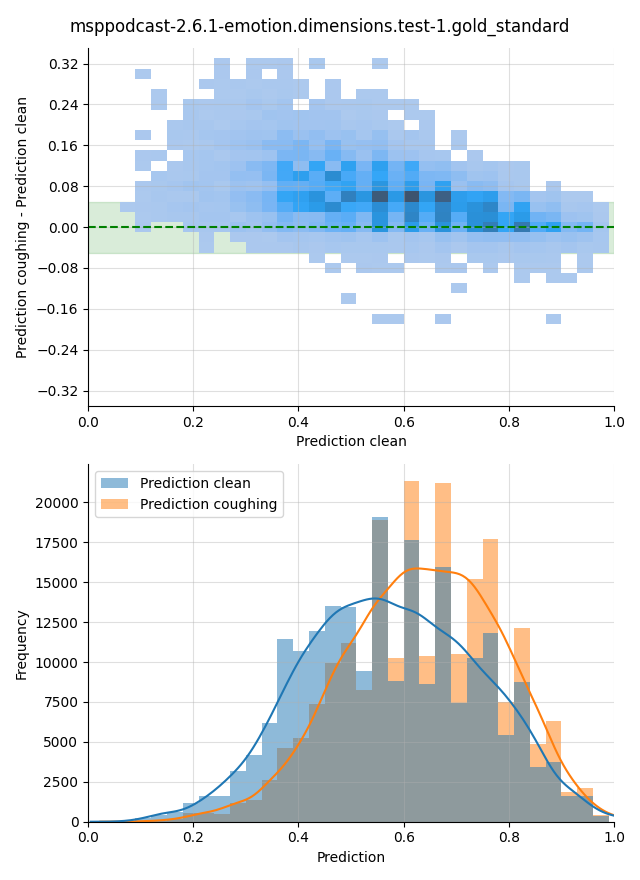 msppodcast-2.6.1-emotion.dimensions.test-1.gold_standard
Prediction coughing - Prediction clean
0.32
0.24
0.16
0.08
0.00
−0.08
−0.16
−0.24
−0.32
0.0 0.2 0.4 0.6 0.8 1.0
Prediction clean
Frequency
20000
17500
15000
12500
10000
7500
5000
2500
0
Prediction clean
Prediction coughing
0.0 0.2 0.4 0.6 0.8 1.0
Prediction